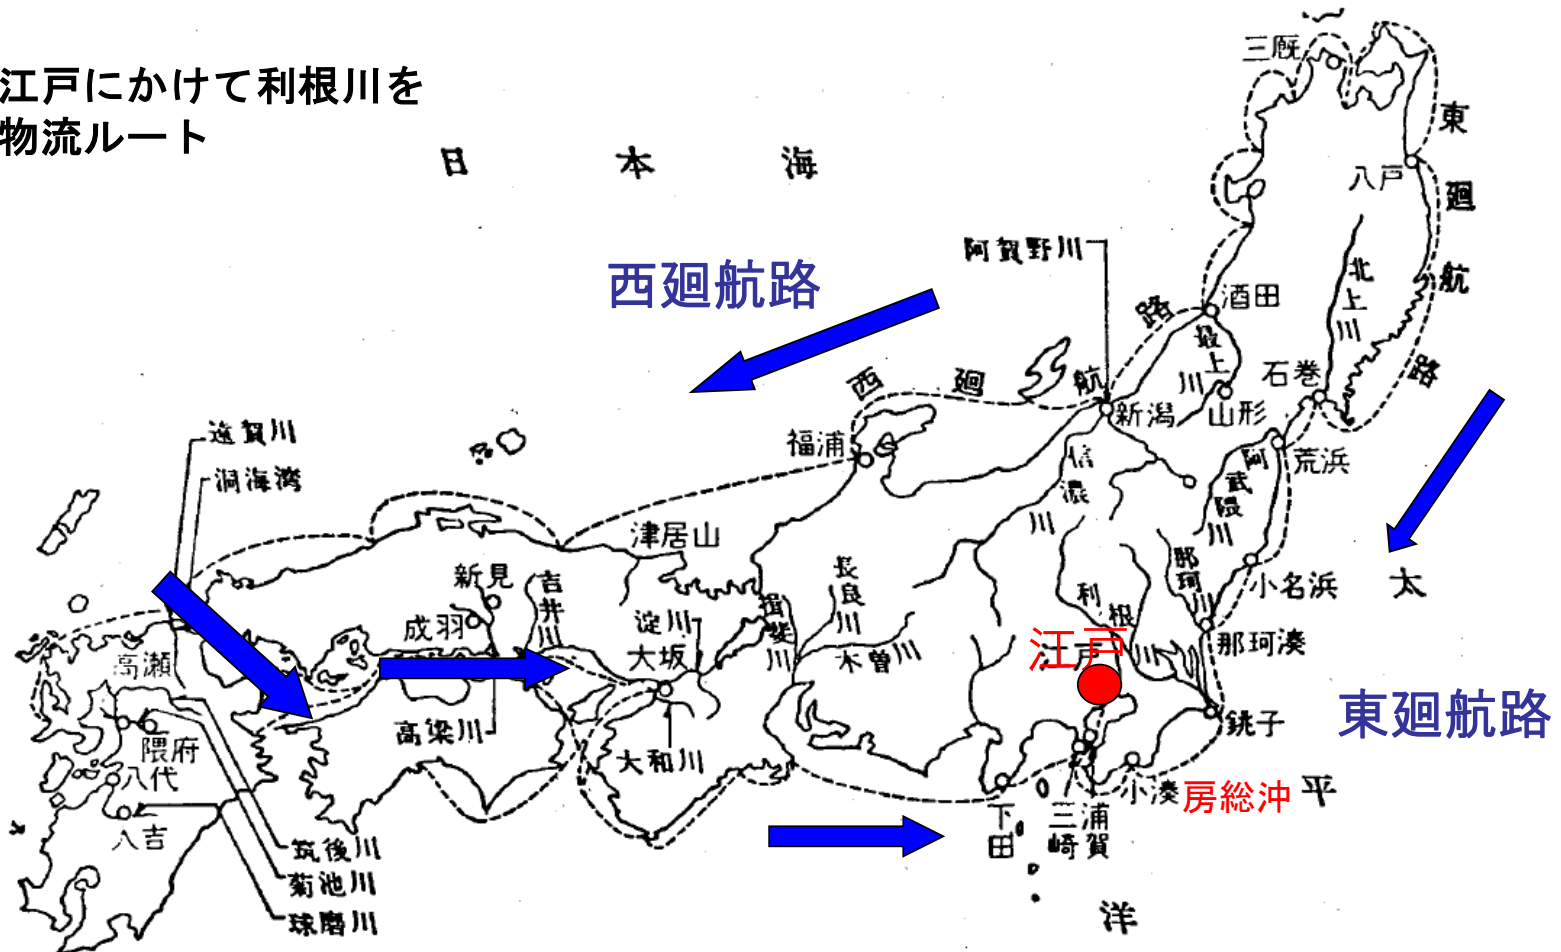 江戸にかけて利根川を
物流ルート
日本海
三厩
東廻航路
八戸
阿賀野川
西廻航路
北上川
酒田
最上川
西廻航路
石巻
新潟
山形
遠賀川
福浦
阿武隈川
荒浜
洞海湾
信濃川
津居山
新見
吉井川
長良川
那珂川
小名浜
太平洋
成羽
淀川
揖斐川
利根川
江戸
江戸
大坂
木曽川
那珂湊
高瀬
東廻航路
銚子
高梁川
隈府
大和川
八代
小湊
房総沖
下田
三崎
浦賀
人吉
筑後川
菊池川
球磨川